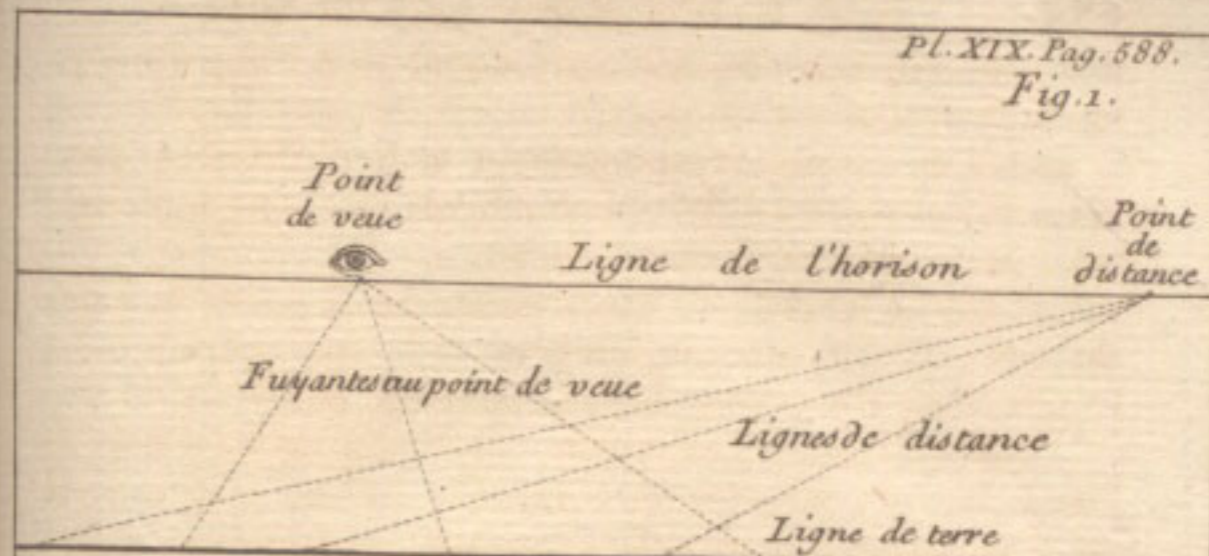 Pl. XIX. Pag. 588.
Fig. 1.
Point
de veue
Ligne de l'horison
Point
de
distance
Fuyantes au point de veue
Lignes de distance
Ligne de terre